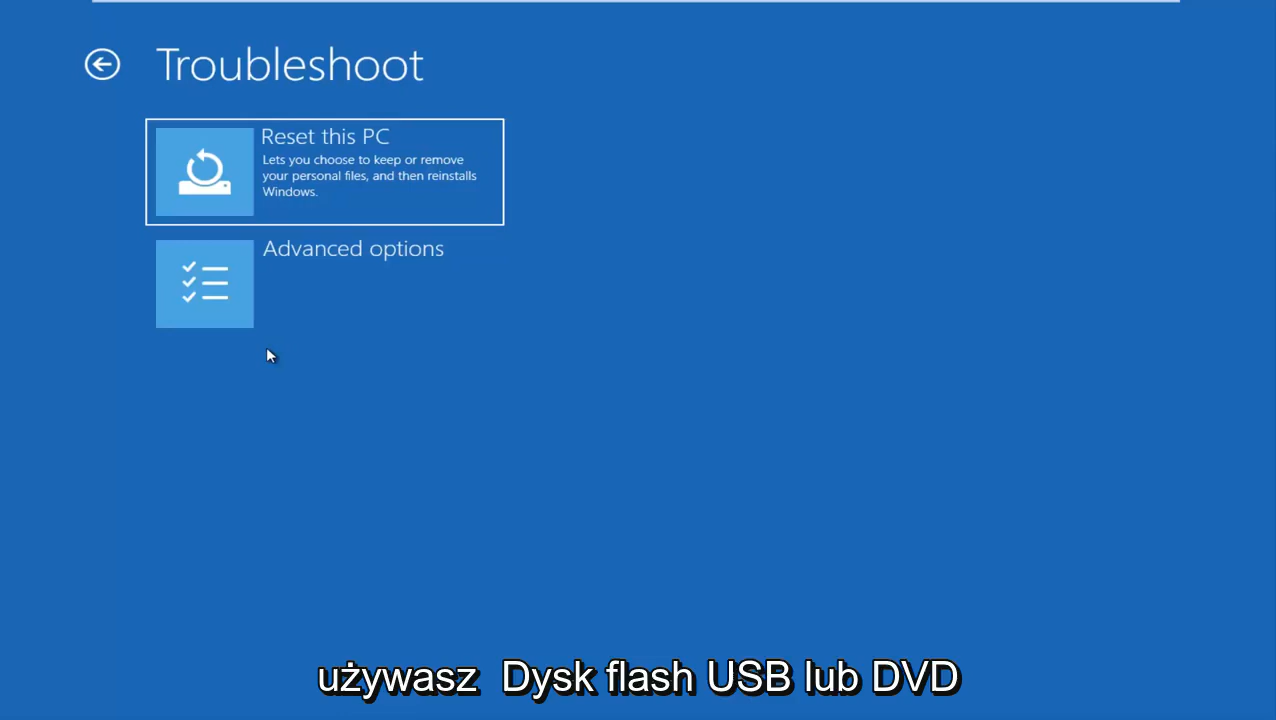 Troubleshoot
Reset this PC
Lets you choose to keep or remove
your personal files, and then reinstalls
Windows.
Advanced options
używasz Dysk flash USB lub DVD